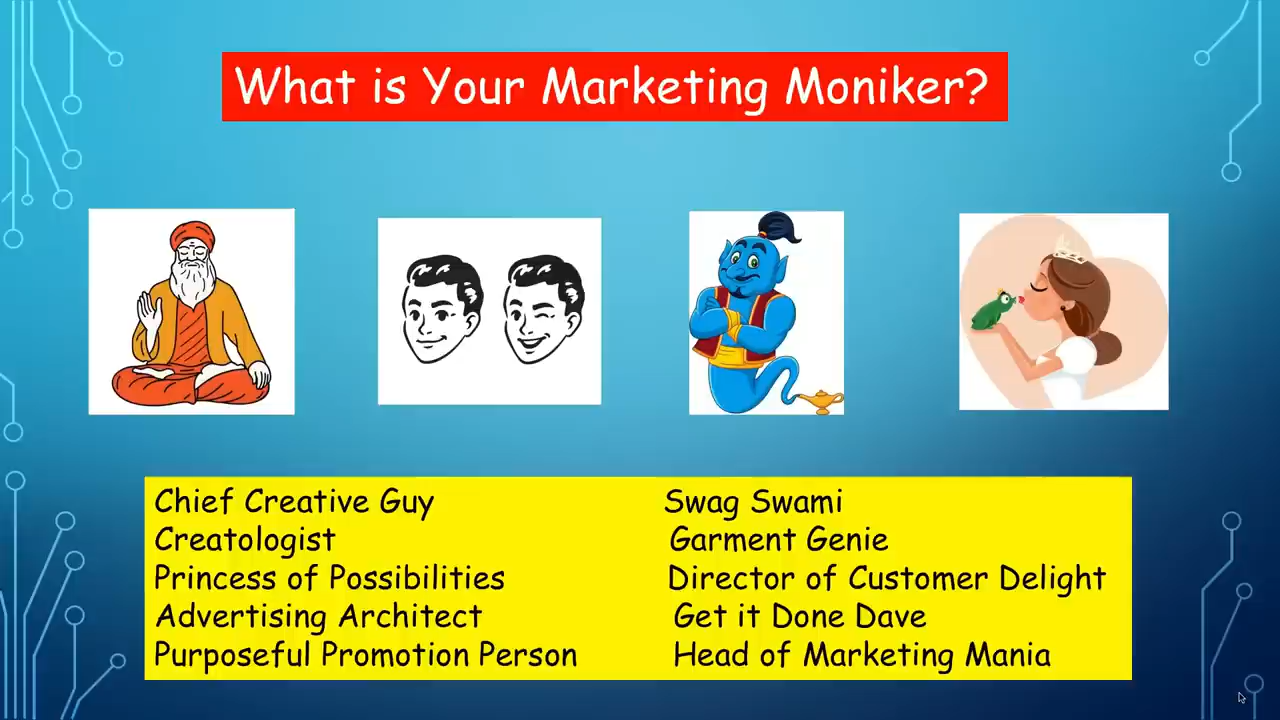 What is Your Marketing Moniker?
Chief Creative Guy
Creatologist
Princess of Possibilities
Advertising Architect
Purposeful Promotion Person
Swag Swami
Garment Genie
Director of Customer Delight
Get it Done Dave
Head of Marketing Mania